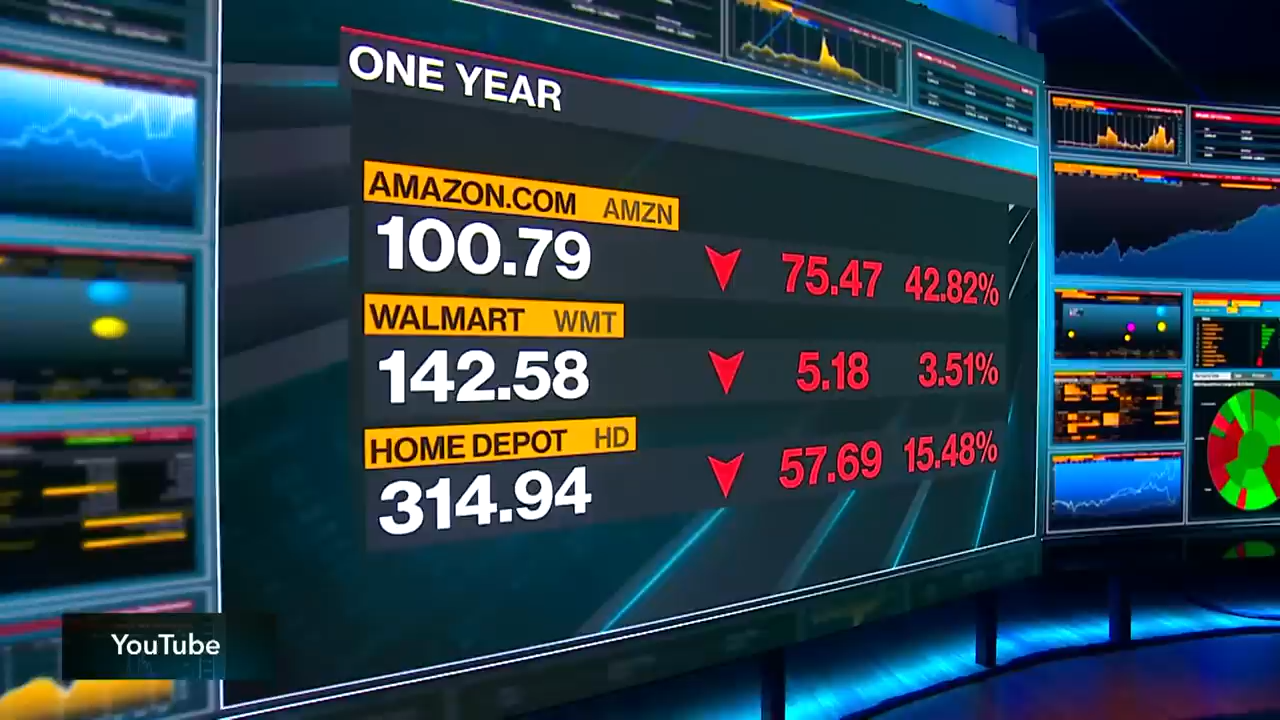 ONE YEAR
AMAZON.COM AMZN
100.79 75.47 42.82%
WALMART WMT
142.58 5.18 3.51%
HOME DEPOT HD
314.94 57.69 15.48%
YouTube